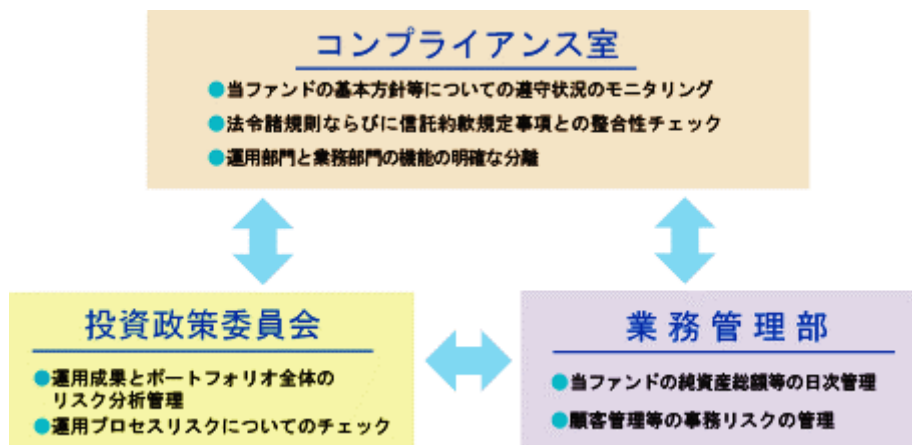 コンプライアンス室
●当ファンドの基本方針等についての遵守状況のモニタリング
●法令諸規則ならびに信託約款規定事項との整合性チェック
●運用部門と業務部門の機能の明確な分離
投資政策委員会
●運用成果とポートフォリオ全体の
リスク分析管理
●運用プロセスリスクについてのチェック
業務管理部
●当ファンドの純資産総額等の日次管理
●顧客管理等の事務リスクの管理